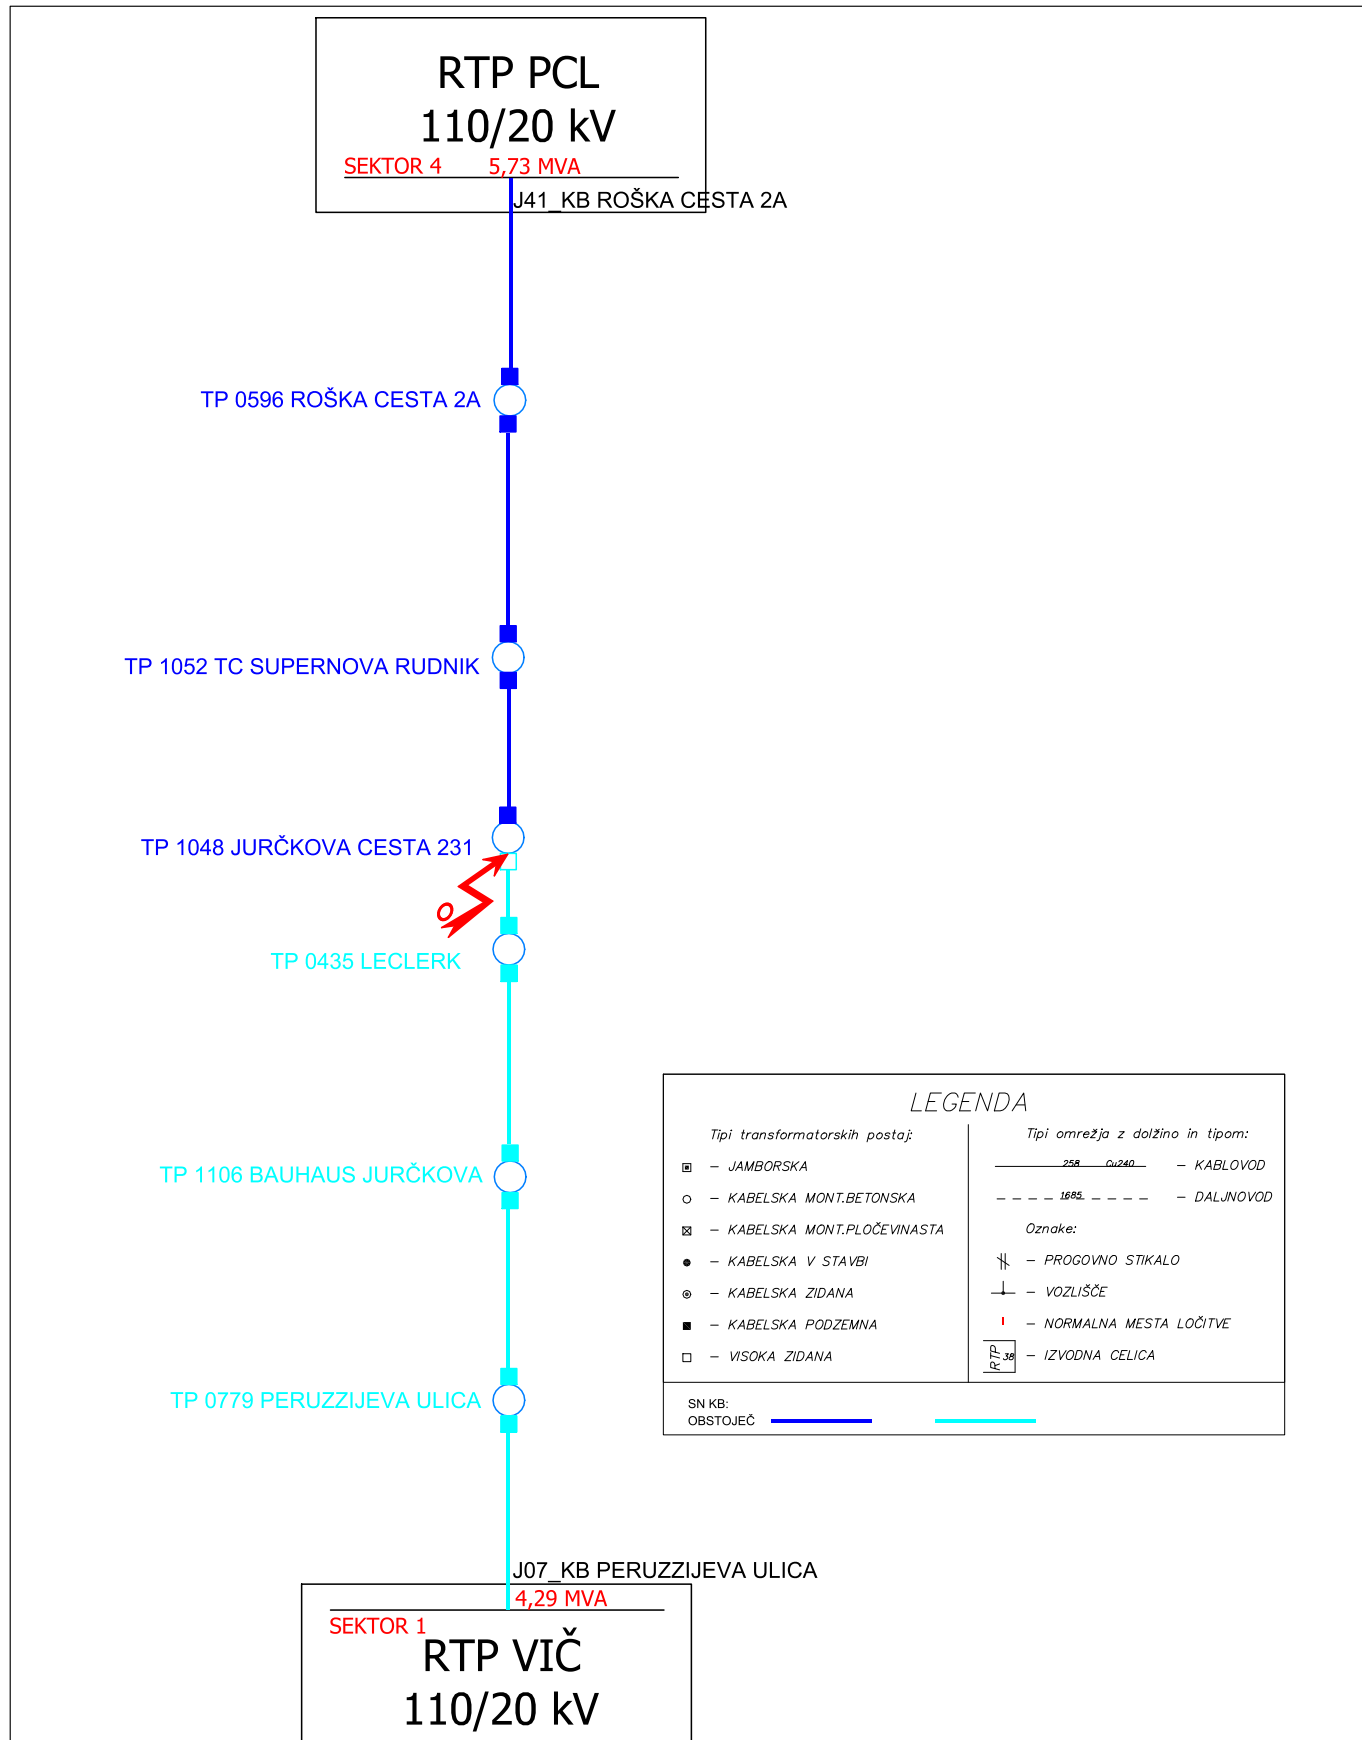 RTP PCL
110/20 kV
SEKTOR 4 5,73 MVA
J41_KB ROŠKA CESTA 2A
TP 0596 ROŠKA CESTA 2A
TP 1052 TC SUPERNOVA RUDNIK
TP 1048 JURČKOVA CESTA 231
O
TP 0435 LECLERK
TP 1106 BAUHAUS JURČKOVA
TP 0779 PERUZZIJEVA ULICA
J07_KB PERUZZIJEVA ULICA
4,29 MVA
SEKTOR 1
RTP VIČ
110/20 kV
LEGENDA
Tipi transformatorskih postaj:
– JAMBORSKA
– KABELSKA MONT.BETONSKA
– KABELSKA MONT.PLOČEVINASTA
– KABELSKA V STAVBI
– KABELSKA ZIDANA
– KABELSKA PODZEMNA
– VISOKA ZIDANA
Tipi omrežja z dolžino in tipom:
258 Cu240 – KABLOVOD
1685 – DALJNOVOD
Oznake:
– PROGOVNO STIKALO
– VOZLIŠČE
– NORMALNA MESTA LOČITVE
RTP 38 – IZVODNA CELICA
SN KB:
OBSTOJEČ